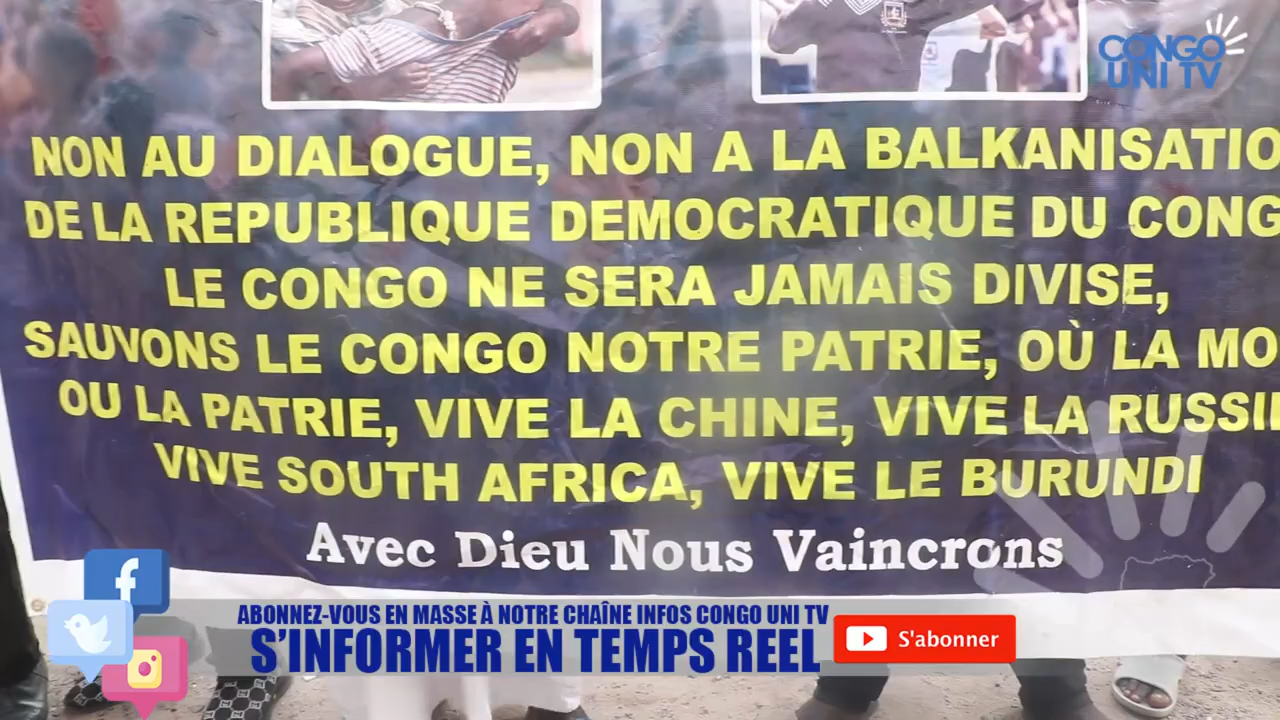 CONGO
UNI TV
NON AU DIALOGUE, NON A LA BALKANISATIO
DE LA REPUBLIQUE DEMOCRATIQUE DU CONG
LE CONGO NE SERA JAMAIS DIVISE,
SAUVONS LE CONGO NOTRE PATRIE, OÙ LA MO
OU LA PATRIE, VIVE LA CHINE, VIVE LA RUSSIE
VIVE SOUTH AFRICA, VIVE LE BURUNDI
Avec Dieu Nous Vaincrons
ABONNEZ-VOUS EN MASSE À NOTRE CHAÎNE INFOS CONGO UNI TV
S'INFORMER EN TEMPS REEL
S'abonner